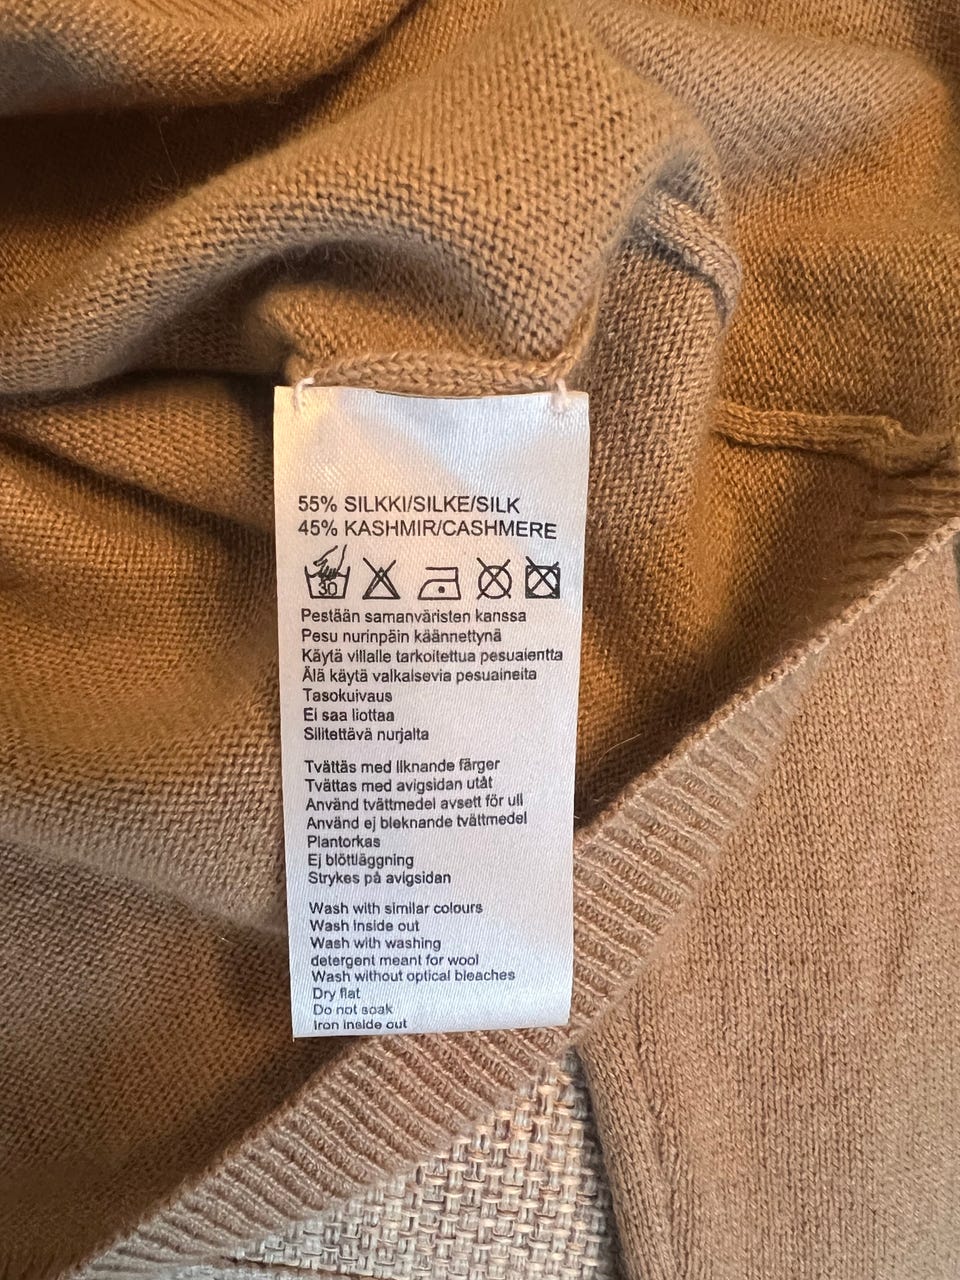 55% SILKKI/SILKE/SILK
45% KASHMIR/CASHMERE
30
Pestään samanväristen kanssa
Pesu nurinpäin käännettynä
Käytä villalle tarkoitettua pesuaientta
Älä käytä valkaisevia pesuaineita
Tasokuivaus
Ei saa liottaa
Silitettävä nurjalta
Tvättäs med liknande färger
Tvättas med avigsidan utåt
Använd tvättmedel avsett för ull
Använd ej bleknande tvättmedel
Plantorkas
Ej blöttläggning
Strykes på avigsidan
Wash with similar colours
Wash inside out
Wash with washing
detergent meant for wool
Wash without optical bleaches
Dry flat
Do not soak
Iron inside out